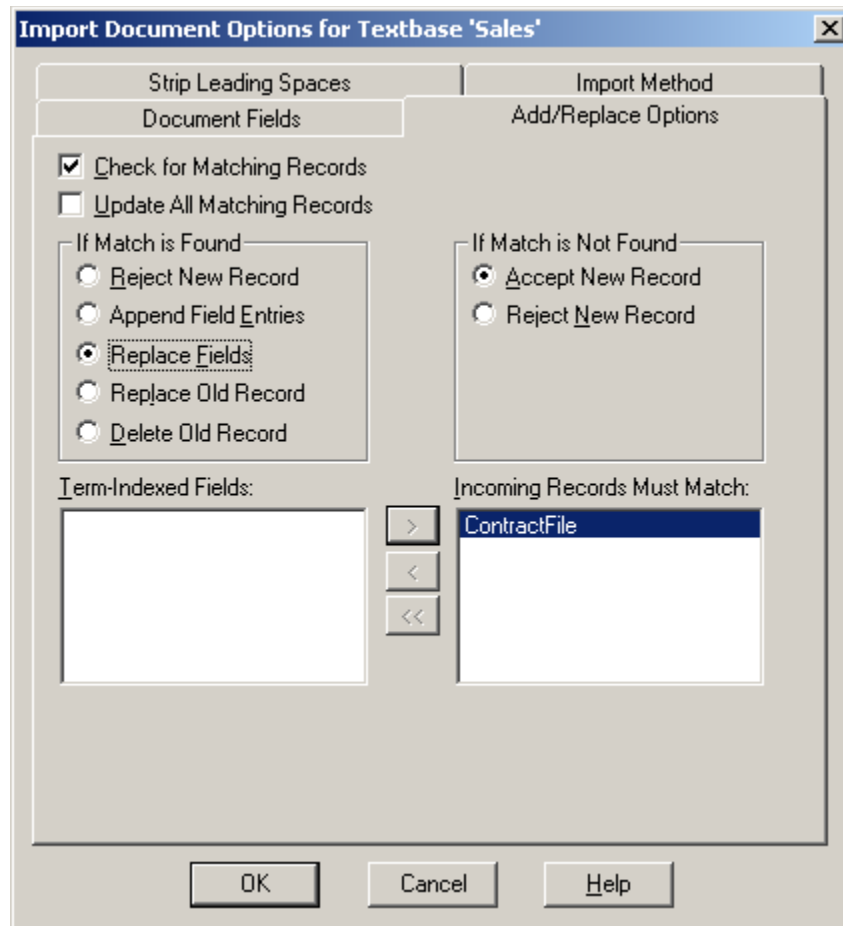 Import Document Options for Textbase 'Sales'
Strip Leading Spaces
Import Method
Document Fields
Add/Replace Options
Check for Matching Records
Update All Matching Records
If Match is Found
Reject New Record
Append Field Entries
Replace Fields
Replace Old Record
Delete Old Record
If Match is Not Found
Accept New Record
Reject New Record
Term-Indexed Fields:
>
<
<<
Incoming Records Must Match:
ContractFile
OK
Cancel
Help